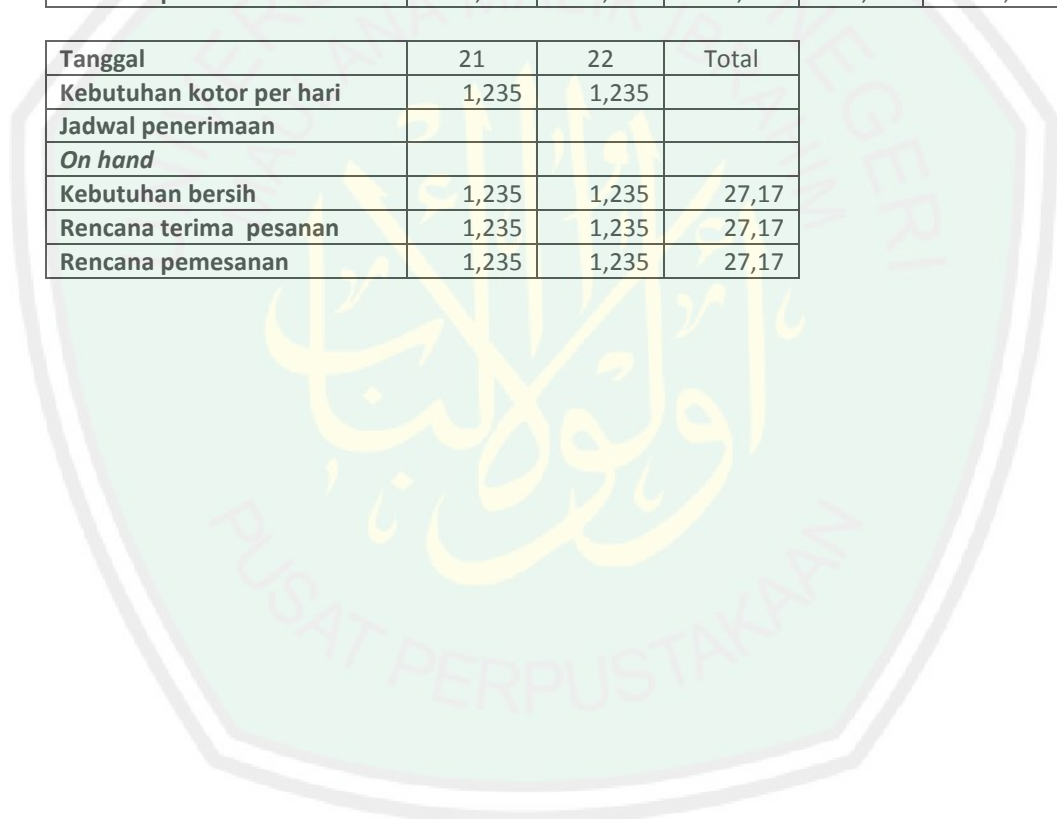 Tanggal 21 22 Total
Kebutuhan kotor per hari 1,235 1,235
Jadwal penerimaan
On hand
Kebutuhan bersih 1,235 1,235 27,17
Rencana terima pesanan 1,235 1,235 27,17
Rencana pemesanan 1,235 1,235 27,17
PUSAT PERPUSTAKAAN